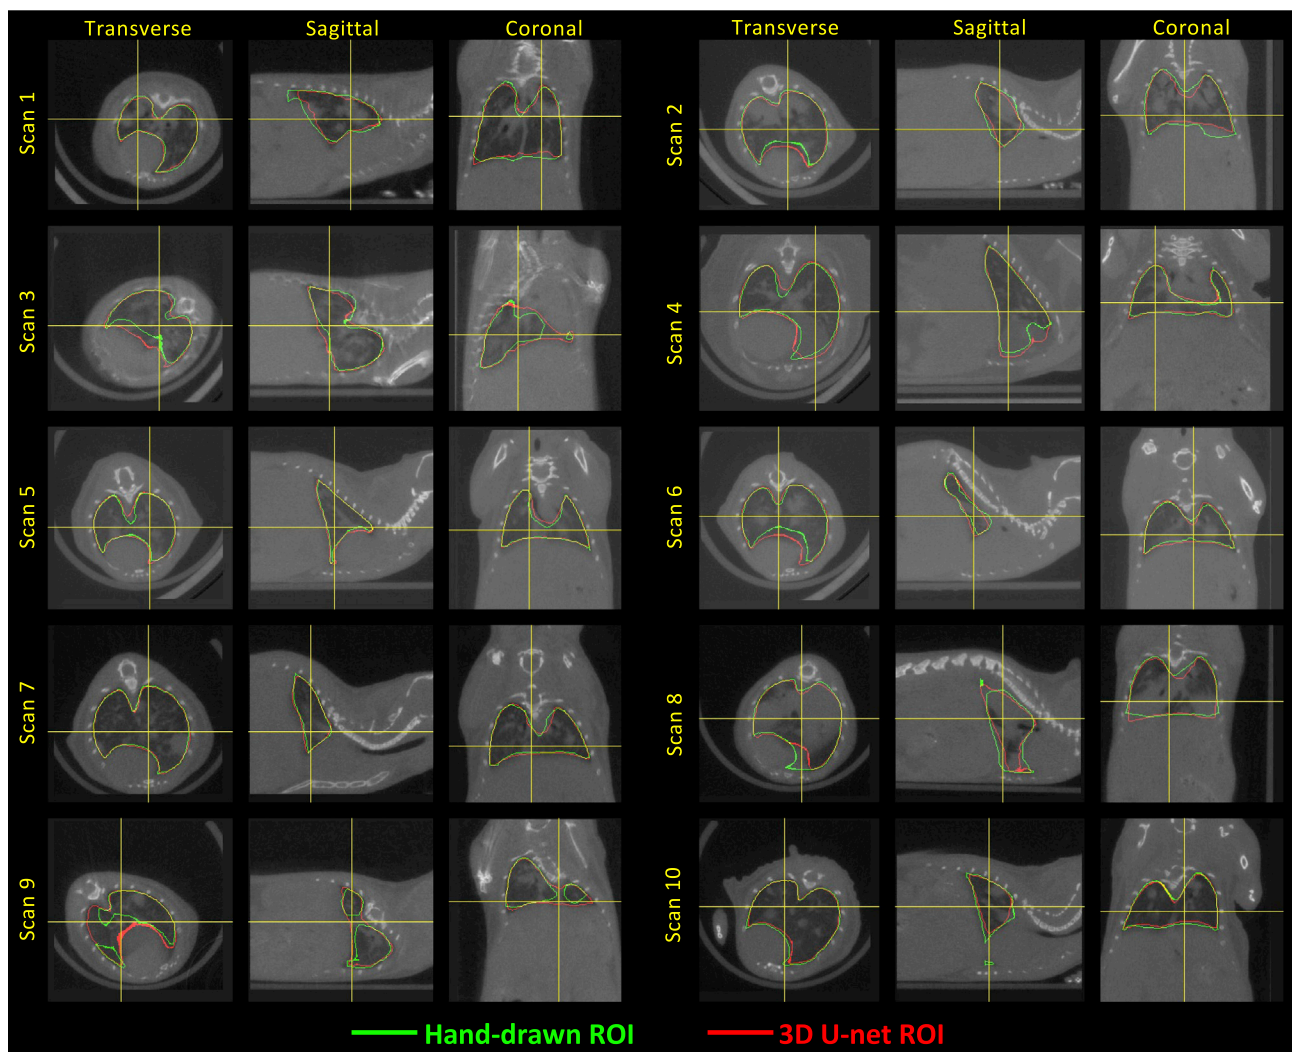 Transverse Sagittal Coronal Transverse Sagittal Coronal
Scan 1 Scan 2
Scan 3 Scan 4
Scan 5 Scan 6
Scan 7 Scan 8
Scan 9 Scan 10
Hand-drawn ROI 3D U-net ROI